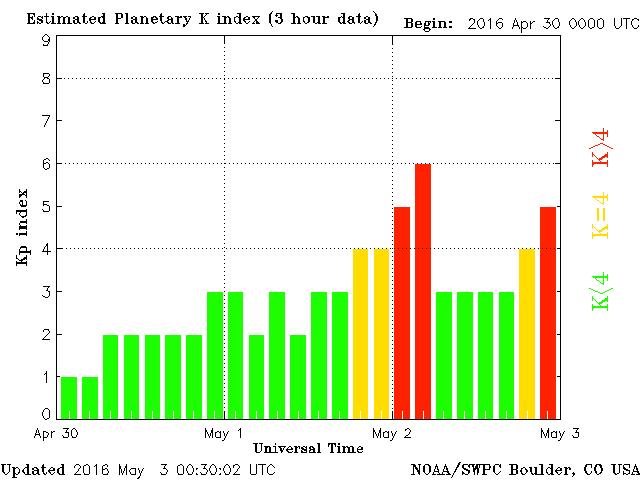 Estimated Planetary K index (3 hour data)
Begin: 2016 Apr 30 0000 UTC
9
8
7
6
5
4
3
2
1
0
Kp index
K>4
K=4
K<4
Apr 30
May 1
May 2
May 3
Universal Time
Updated 2016 May 3 00:30:02 UTC
NOAA/SWPC Boulder, CO USA